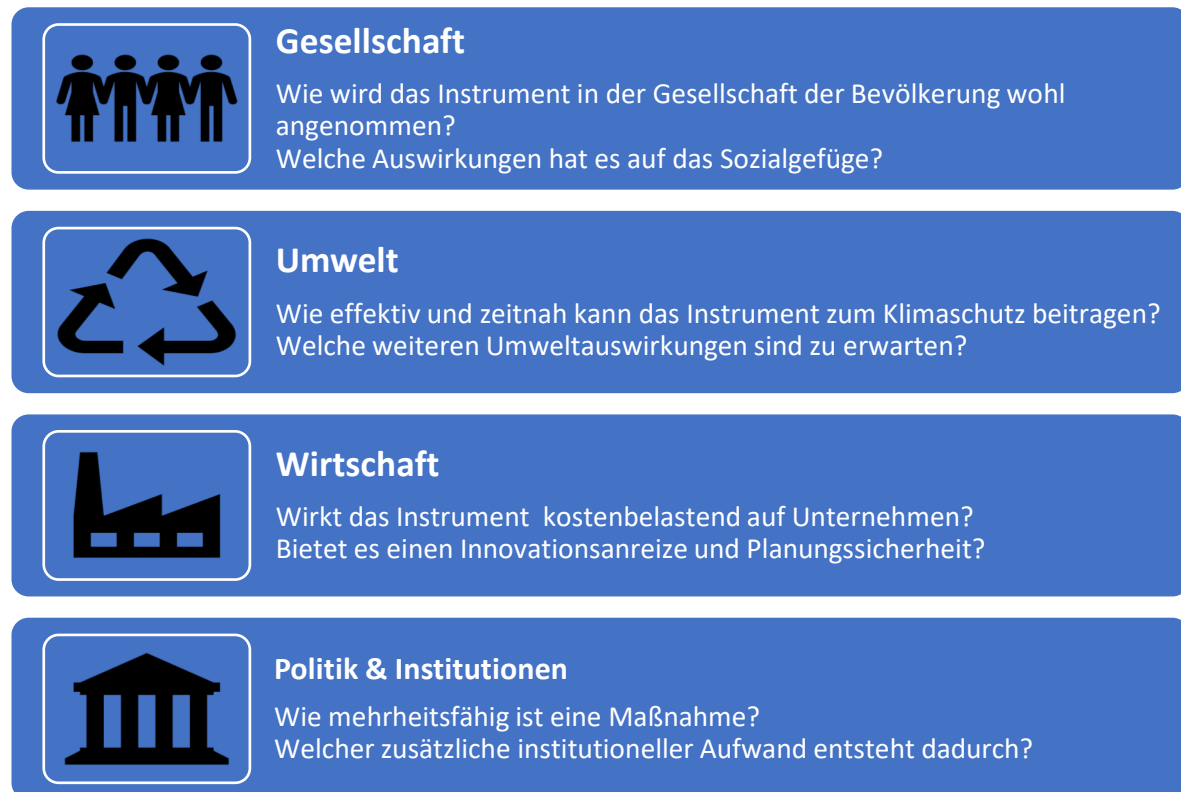 Gesellschaft
Wie wird das Instrument in der Gesellschaft der Bevölkerung wohl
angenommen?
Welche Auswirkungen hat es auf das Sozialgefüge?
Umwelt
Wie effektiv und zeitnah kann das Instrument zum Klimaschutz beitragen?
Welche weiteren Umweltauswirkungen sind zu erwarten?
Wirtschaft
Wirkt das Instrument  kostenbelastend auf Unternehmen?
Bietet es einen Innovationsanreize und Planungssicherheit?
Politik & Institutionen
Wie mehrheitsfähig ist eine Maßnahme?
Welcher zusätzliche institutioneller Aufwand entsteht dadurch?